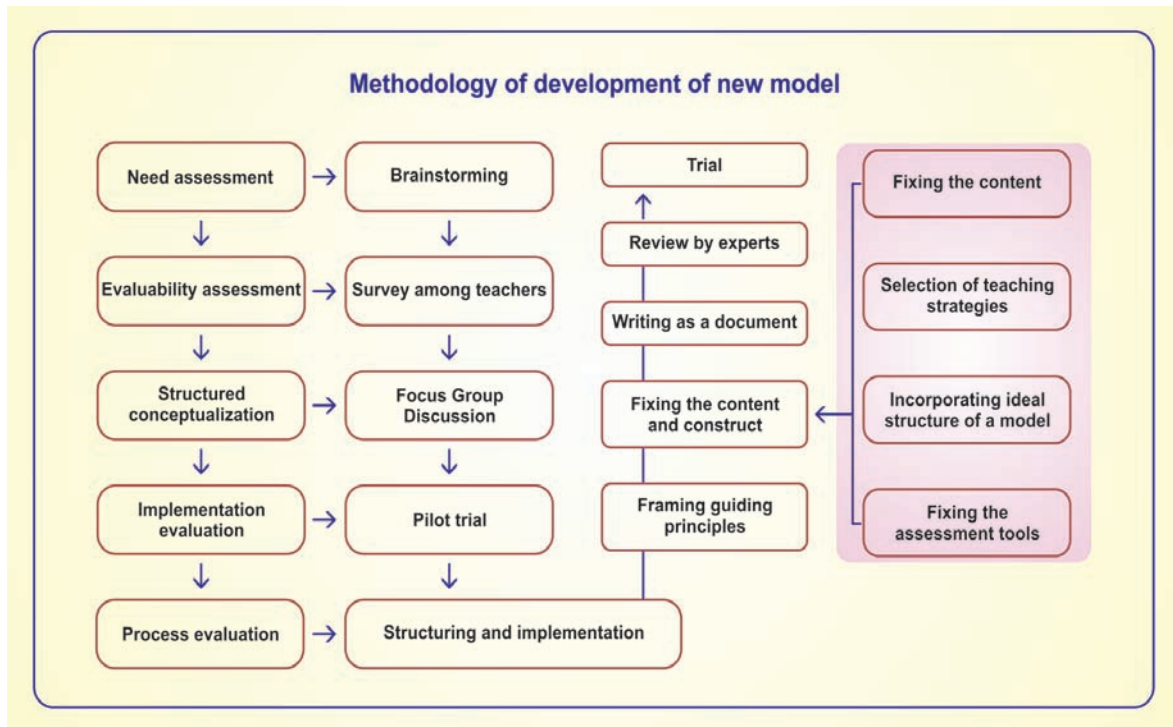 Methodology of development of new model
Need assessment
Brainstorming
Evaluability assessment
Survey among teachers
Structured
conceptualization
Focus Group
Discussion
Implementation
evaluation
Pilot trial
Process evaluation
Structuring and implementation
Trial
Review by experts
Writing as a document
Fixing the content
and construct
Framing guiding
principles
Fixing the content
Selection of teaching
strategies
Incorporating ideal
structure of a model
Fixing the
assessment tools